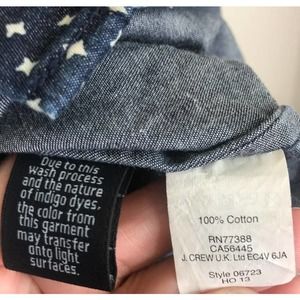 Due to this
wash process
and the nature
of indigo dyes,
the color from
this garment
may transfer
onto light
surfaces.
100% Cotton
RN77388
CA56445
J. CREW U.K. Ltd EC4V 6JA
Style 06723
HO 13